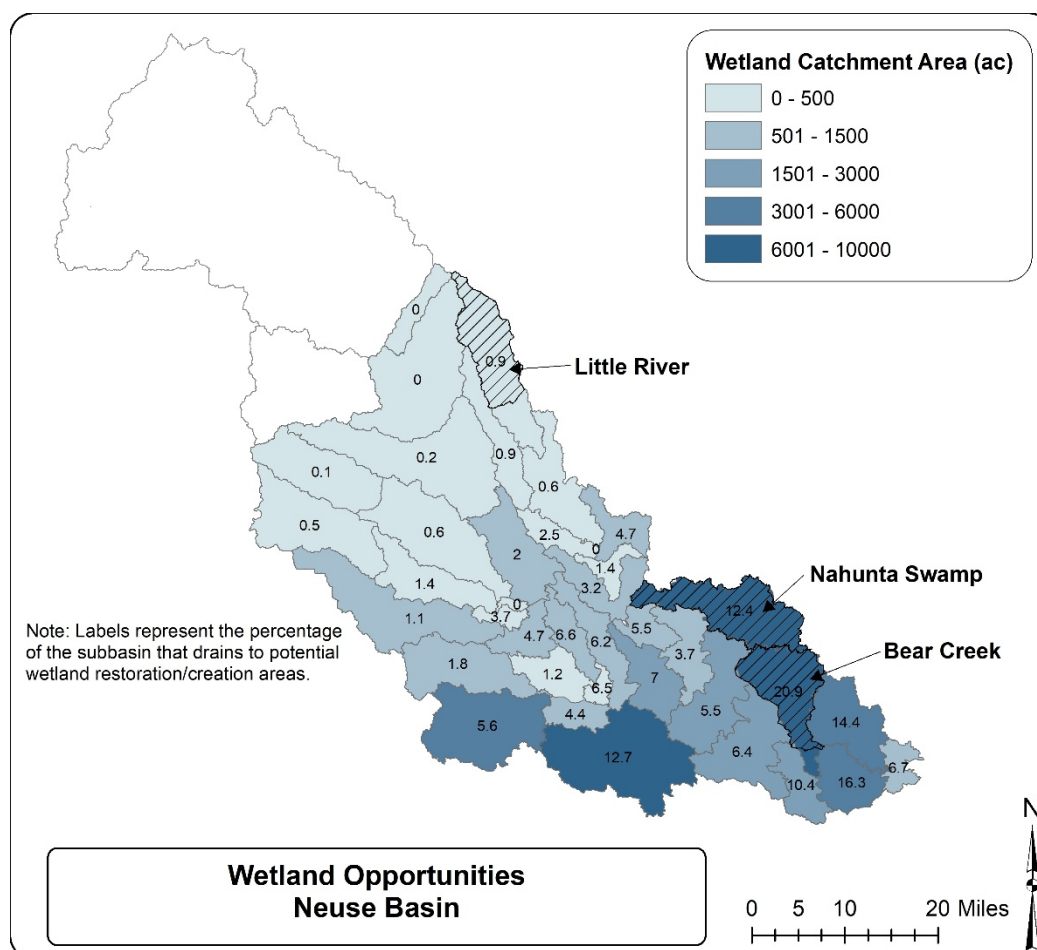 Wetland Catchment Area (ac)
0 - 500
501 - 1500
1501 - 3000
3001 - 6000
6001 - 10000
0
0.9
Little River
0
0.9
0.2
0.1
0.6
0.5
0.6
2.5
4.7
2
0
1.4
3.2
1.4
Nahunta Swamp
12.4
0
3.7
1.1
4.7
6.6
6.2
5.5
3.7
Bear Creek
Note: Labels represent the percentage
of the subbasin that drains to potential
wetland restoration/creation areas.
1.8
1.2
6.5
7
20.9
4.4
5.5
14.4
5.6
12.7
6.4
10.4
16.3
6.7
N
Wetland Opportunities
Neuse Basin
0 5 10 20 Miles